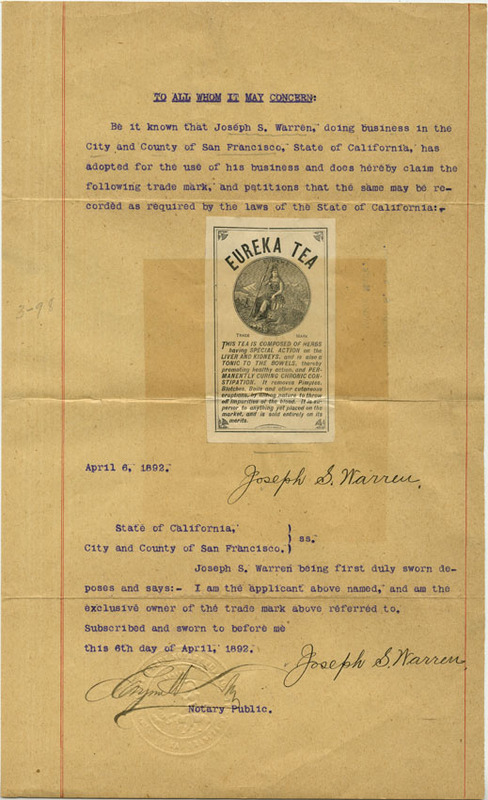 TO ALL WHOM IT MAY CONCERN:
Be it known that Joseph S. Warren, doing business in the
City and County of San Francisco, State of California, has
adopted for the use of his business and does hereby claim the
following trade mark, and petitions that the same may be re-
corded as required by the laws of the State of California:-
EUREKA TEA
TRADE MARK
THIS TEA IS COMPOSED OF HERBS
having SPECIAL ACTION on the
LIVER AND KIDNEYS, and is also a
TONIC TO THE BOWELS, thereby
promoting healthy action, and PER-
MANENTLY CURING CHRONIC CON-
STIPATION. It removes Pimples,
Blotches, Boils and other cutaneous
eruptions, by aiding nature to throw
off impurities of the blood. It is su-
perior to anything yet placed on the
market, and is sold entirely on its
merits.
3-98
April 6, 1892.
Joseph S. Warren.
State of California,
City and County of San Francisco. ) ss.
Joseph S. Warren being first duly sworn de-
poses and says:- I am the applicant above named, and am the
exclusive owner of the trade mark above referred to.
Subscribed and sworn to before me
this 6th day of April, 1892.
Joseph S. Warren.
Notary Public.